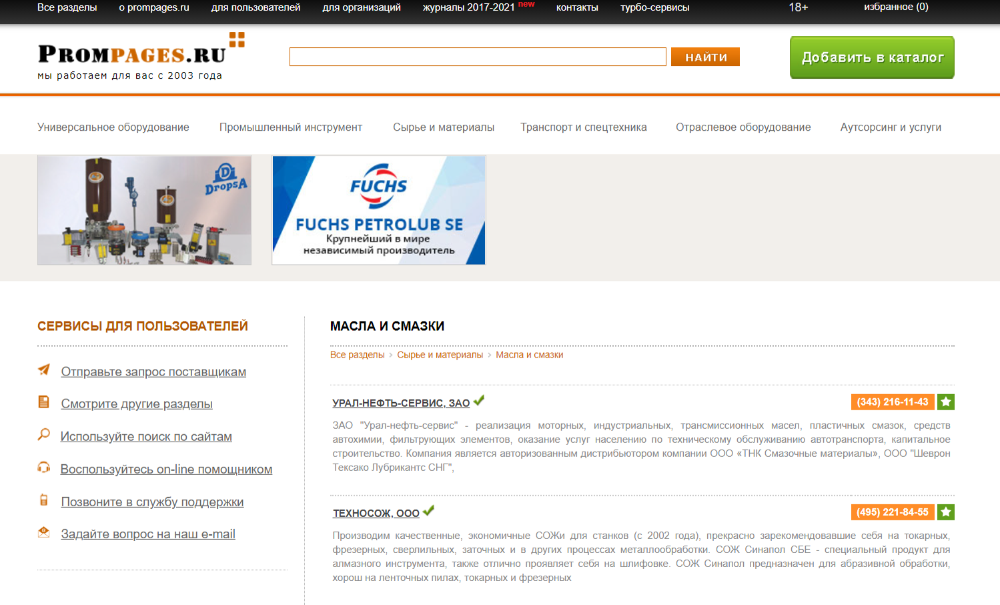 Все разделы о prompages.ru для пользователей для организаций журналы 2017-2021 new контакты турбо-сервисы 18+ избранное (0)
PROMPAGES.RU
мы работаем для вас с 2003 года
НАЙТИ
Добавить в каталог
Универсальное оборудование Промышленный инструмент Сырье и материалы Транспорт и спецтехника Отраслевое оборудование Аутсорсинг и услуги
DropsA
FUCHS
FUCHS PETROLUB SE
Крупнейший в мире
независимый производитель
СЕРВИСЫ ДЛЯ ПОЛЬЗОВАТЕЛЕЙ
Отправьте запрос поставщикам
Смотрите другие разделы
Используйте поиск по сайтам
Воспользуйтесь on-line помощником
Позвоните в службу поддержки
Задайте вопрос на наш e-mail
МАСЛА И СМАЗКИ
Все разделы › Сырье и материалы › Масла и смазки
УРАЛ-НЕФТЬ-СЕРВИС, ЗАО (343) 216-11-43
ЗАО "Урал-нефть-сервис" - реализация моторных, индустриальных, трансмиссионных масел, пластичных смазок, средств
автохимии, фильтрующих элементов, оказание услуг населению по техническому обслуживанию автотранспорта, капитальное
строительство. Компания является авторизованным дистрибьютором компании ООО «ТНК Смазочные материалы», ООО "Шеврон
Тексако Лубрикантс СНГ",
ТЕХНОСОЖ, ООО (495) 221-84-55
Производим качественные, экономичные СОЖи для станков (с 2002 года), прекрасно зарекомендовавшие себя на токарных,
фрезерных, сверлильных, заточных и в других процессах металлообработки. СОЖ Синапол СБЕ - специальный продукт для
алмазного инструмента, также отлично проявляет себя на шлифовке. СОЖ Синапол предназначен для абразивной обработки,
хорош на ленточных пилах, токарных и фрезерных